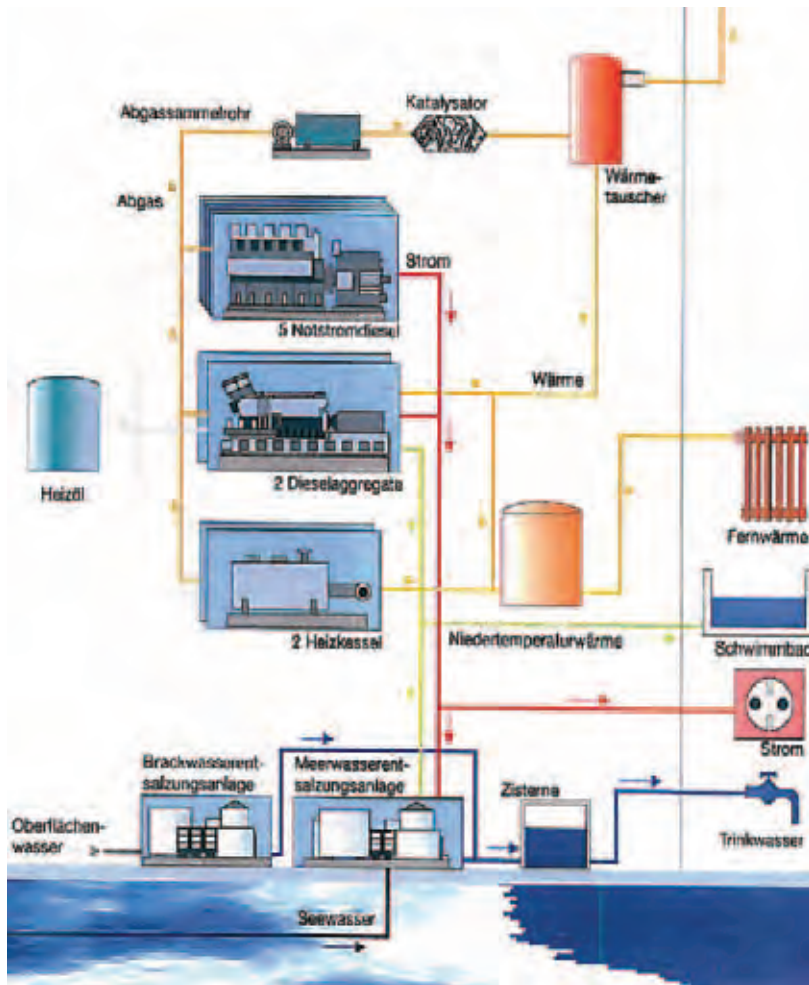 Katalysator
Abgassammelrohr
Wärme-
tauscher
Abgas
Strom
5 Notstromdiesel
Wärme
2 Dieselaggregate
Heizöl
Fernwärme
2 Heizkessel
Niedertemperaturwärme
Schwimmbad
Strom
Brackwasserent-
salzungsanlage
Meerwasserent-
salzungsanlage
Zisterne
Oberflächen-
wasser
Trinkwasser
Seewasser